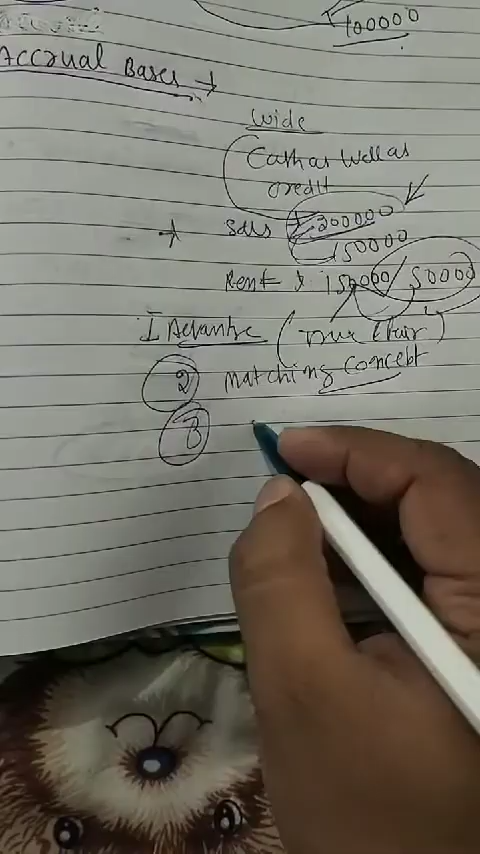 100000
Accrual Bases →
Wide
Cash as Well as
credit
Sales 200000
150000
Rent 150000/50000
I Advantge (True & Fair)
2 Matching concept
3